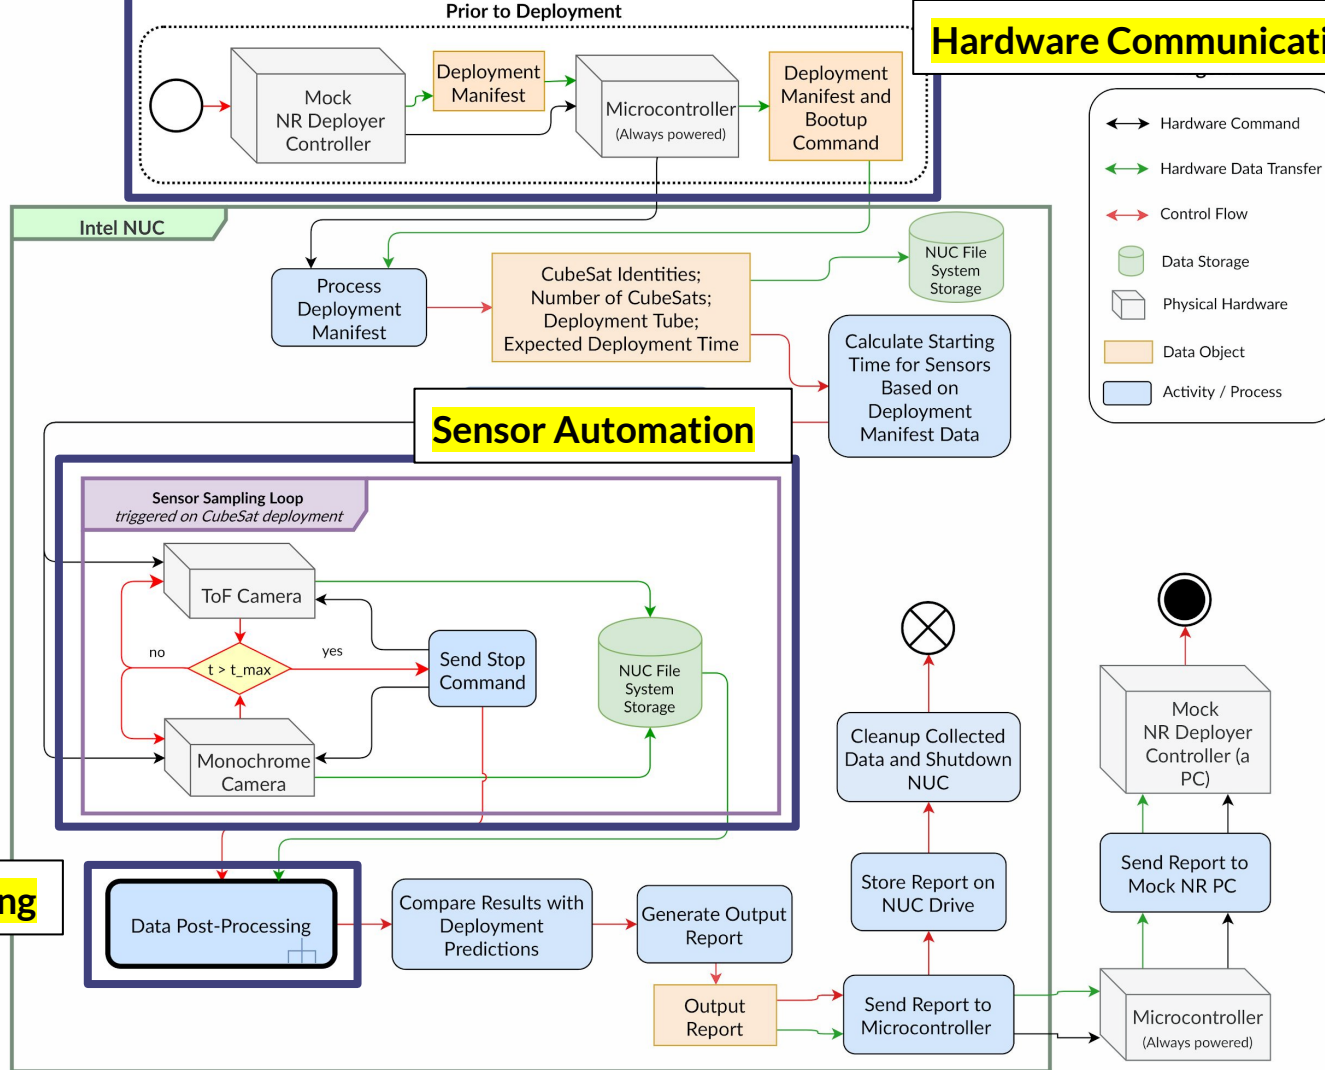 Prior to Deployment
Hardware Communicati
Mock
NR Deployer
Controller
Deployment
Manifest
Microcontroller
(Always powered)
Deployment
Manifest and
Bootup
Command
Hardware Command
Hardware Data Transfer
Control Flow
Data Storage
Physical Hardware
Data Object
Activity / Process
Intel NUC
Process
Deployment
Manifest
CubeSat Identities;
Number of CubeSats;
Deployment Tube;
Expected Deployment Time
NUC File
System
Storage
Calculate Starting
Time for Sensors
Based on
Deployment
Manifest Data
Sensor Automation
Sensor Sampling Loop
triggered on CubeSat deployment
ToF Camera
no
t > t_max
yes
Send Stop
Command
NUC File
System
Storage
Monochrome
Camera
ng
Data Post-Processing
Compare Results with
Deployment
Predictions
Generate Output
Report
Output
Report
Send Report to
Microcontroller
Store Report on
NUC Drive
Cleanup Collected
Data and Shutdown
NUC
Mock
NR Deployer
Controller (a
PC)
Send Report to
Mock NR PC
Microcontroller
(Always powered)